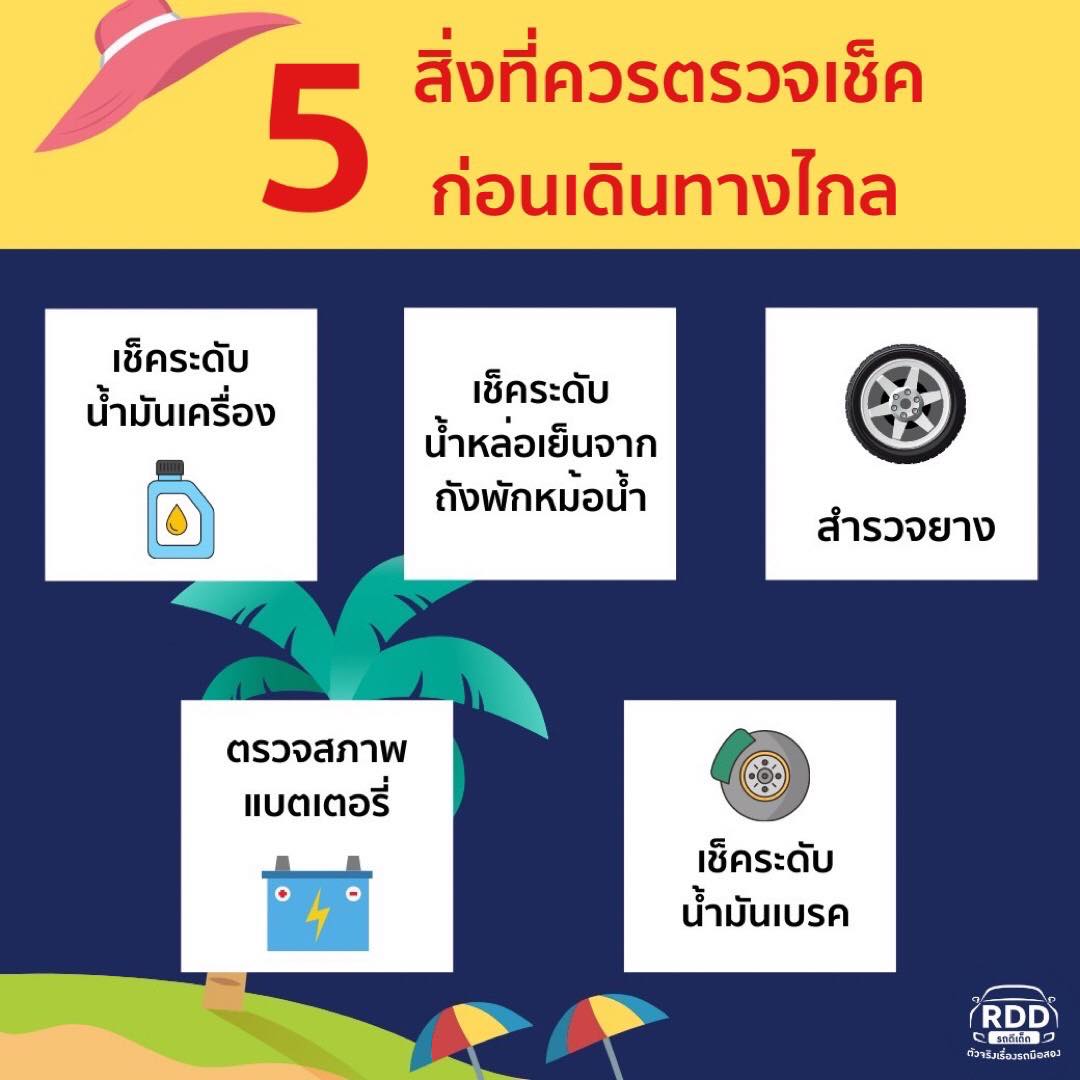 5
สิ่งที่ควรตรวจเช็ค
ก่อนเดินทางไกล
เช็คระดับ
น้ำมันเครื่อง
เช็คระดับ
น้ำหล่อเย็นจาก
ถังพักหม้อน้ำ
สำรวจยาง
ตรวจสภาพ
แบตเตอรี่
เช็คระดับ
น้ำมันเบรค
RDD
รถดีเด็ด
ตัวจริงเรื่องรถมือสอง